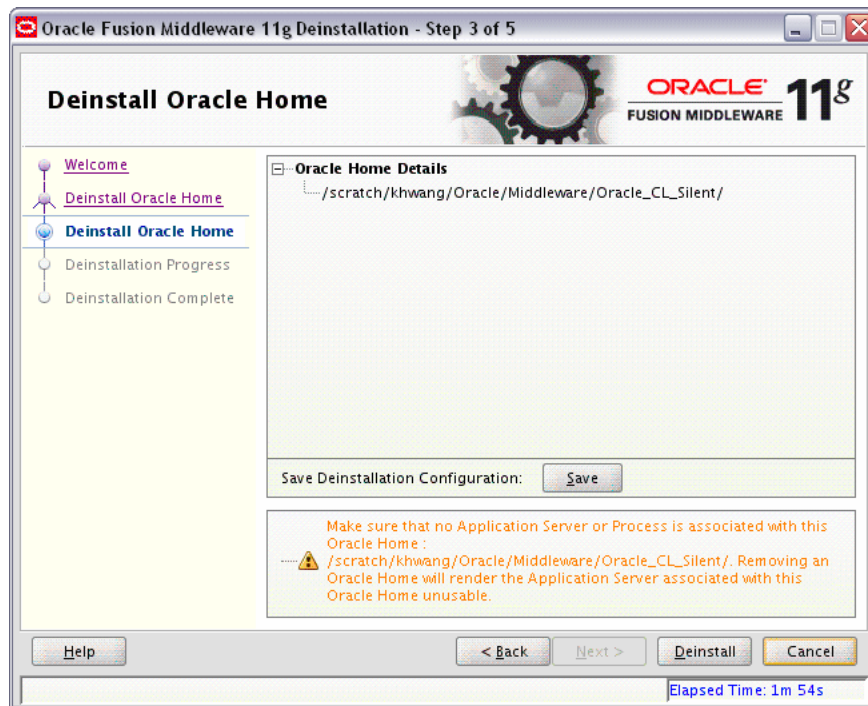 Oracle Fusion Middleware 11g Deinstallation - Step 3 of 5
Deinstall Oracle Home
ORACLE
FUSION MIDDLEWARE 11g
Welcome
Deinstall Oracle Home
Deinstall Oracle Home
Deinstallation Progress
Deinstallation Complete
Oracle Home Details
/scratch/khwang/Oracle/Middleware/Oracle_CL_Silent/
Save Deinstallation Configuration: Save
Make sure that no Application Server or Process is associated with this
Oracle Home :
/scratch/khwang/Oracle/Middleware/Oracle_CL_Silent/. Removing an
Oracle Home will render the Application Server associated with this
Oracle Home unusable.
Help < Back Next > Deinstall Cancel
Elapsed Time: 1m 54s